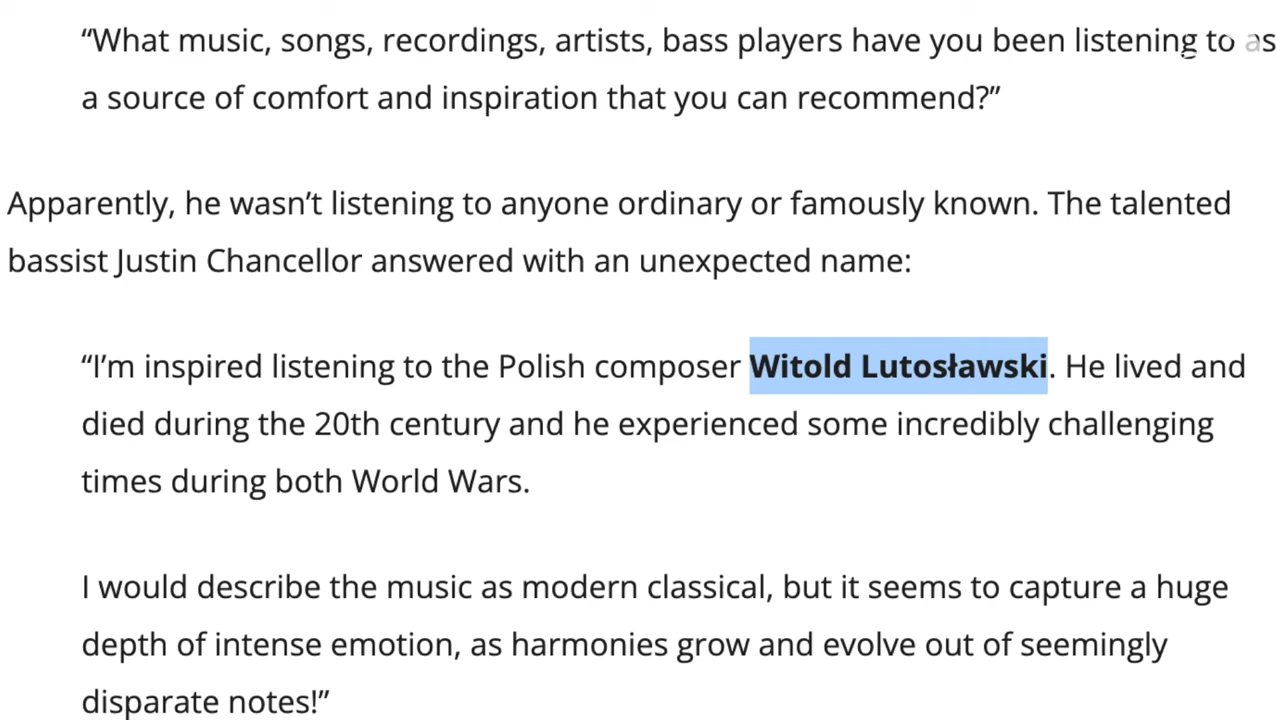 “What music, songs, recordings, artists, bass players have you been listening to as
a source of comfort and inspiration that you can recommend?”
Apparently, he wasn’t listening to anyone ordinary or famously known. The talented
bassist Justin Chancellor answered with an unexpected name:
“I’m inspired listening to the Polish composer Witold Lutosławski. He lived and
died during the 20th century and he experienced some incredibly challenging
times during both World Wars.
I would describe the music as modern classical, but it seems to capture a huge
depth of intense emotion, as harmonies grow and evolve out of seemingly
disparate notes!”